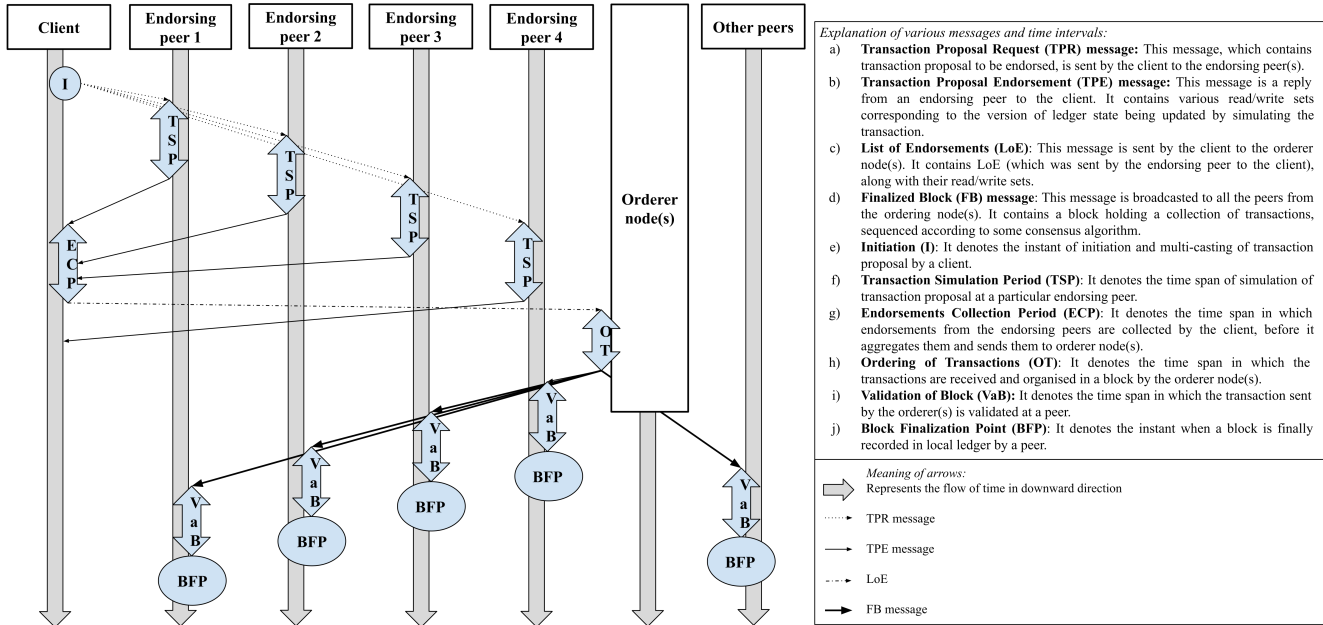 Client
Endorsing
peer 1
Endorsing
peer 2
Endorsing
peer 3
Endorsing
peer 4
Orderer
node(s)
Other peers
I
T
S
P
T
S
P
T
S
P
T
S
P
E
C
P
O
T
V
a
B
V
a
B
V
a
B
V
a
B
V
a
B
BFP
BFP
BFP
BFP
BFP
Explanation of various messages and time intervals:
a) Transaction Proposal Request (TPR) message: This message, which contains
transaction proposal to be endorsed, is sent by the client to the endorsing peer(s).
b) Transaction Proposal Endorsement (TPE) message: This message is a reply
from an endorsing peer to the client. It contains various read/write sets
corresponding to the version of ledger state being updated by simulating the
transaction.
c) List of Endorsements (LoE): This message is sent by the client to the orderer
node(s). It contains LoE (which was sent by the endorsing peer to the client),
along with their read/write sets.
d) Finalized Block (FB) message: This message is broadcasted to all the peers from
the ordering node(s). It contains a block holding a collection of transactions,
sequenced according to some consensus algorithm.
e) Initiation (I): It denotes the instant of initiation and multi-casting of transaction
proposal by a client.
f) Transaction Simulation Period (TSP): It denotes the time span of simulation of
transaction proposal at a particular endorsing peer.
g) Endorsements Collection Period (ECP): It denotes the time span in which
endorsements from the endorsing peers are collected by the client, before it
aggregates them and sends them to orderer node(s).
h) Ordering of Transactions (OT): It denotes the time span in which the
transactions are received and organised in a block by the orderer node(s).
i) Validation of Block (VaB): It denotes the time span in which the transaction sent
by the orderer(s) is validated at a peer.
j) Block Finalization Point (BFP): It denotes the instant when a block is finally
recorded in local ledger by a peer.
Meaning of arrows:
Represents the flow of time in downward direction
TPR message
TPE message
LoE
FB message